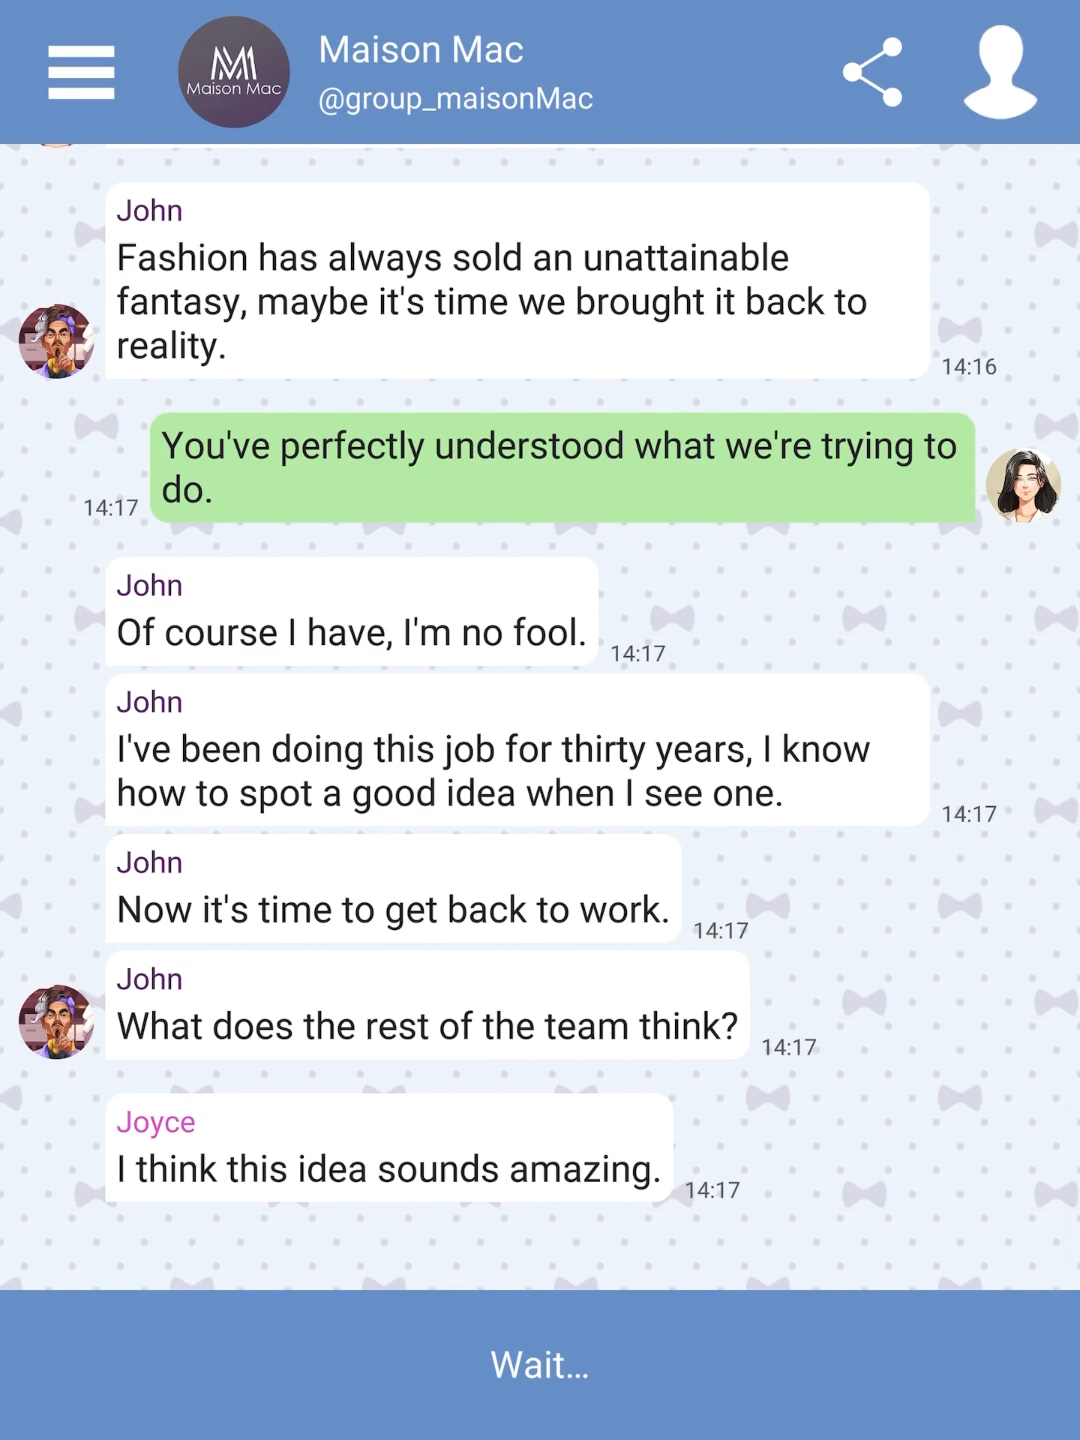 Maison Mac
Maison Mac
@group_maisonMac
John
Fashion has always sold an unattainable
fantasy, maybe it's time we brought it back to
reality.
14:16
You've perfectly understood what we're trying to
do.
14:17
John
Of course I have, I'm no fool.
14:17
John
I've been doing this job for thirty years, I know
how to spot a good idea when I see one.
14:17
John
Now it's time to get back to work.
14:17
John
What does the rest of the team think?
14:17
Joyce
I think this idea sounds amazing.
14:17
Wait...